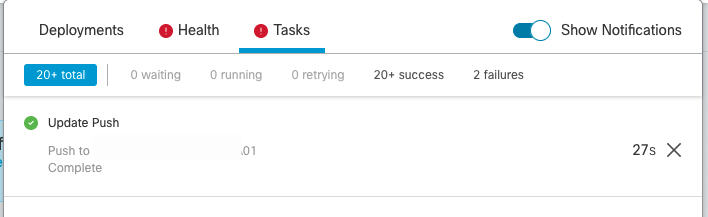 Deployments Health Tasks Show Notifications
20+ total 0 waiting 0 running 0 retrying 20+ success 2 failures
Update Push
Push to 01
27s
Complete